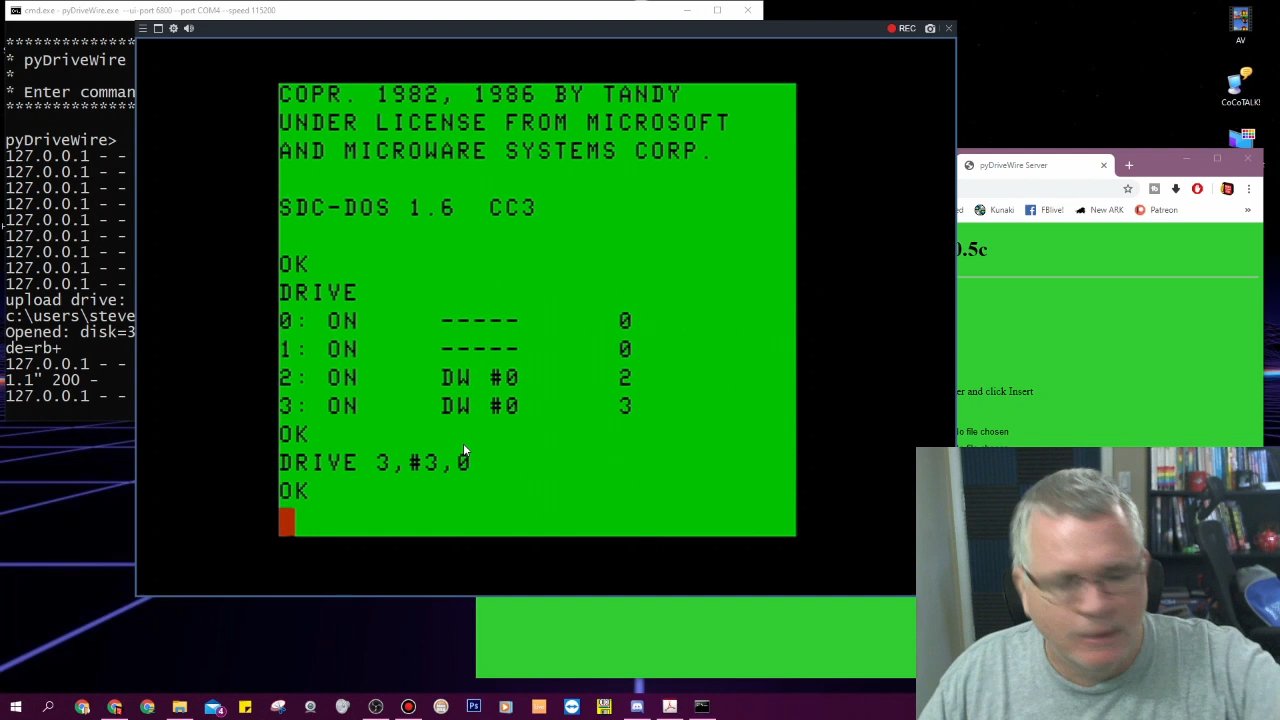 cmd.exe - pyDriveWire.exe --ui-port 6800 --port COM4 --speed 115200
****************
* pyDriveWire
*
* Enter comman
****************
pyDriveWire>
127.0.0.1 - -
127.0.0.1 - -
127.0.0.1 - -
127.0.0.1 - -
127.0.0.1 - -
127.0.0.1 - -
127.0.0.1 - -
127.0.0.1 - -
127.0.0.1 - -
upload drive:
c:\users\steve
Opened: disk=3
de=rb+
127.0.0.1 - -
1.1" 200 -
127.0.0.1 - -
REC
COPR. 1982, 1986 BY TANDY
UNDER LICENSE FROM MICROSOFT
AND MICROWARE SYSTEMS CORP.
SDC-DOS 1.6 CC3
OK
DRIVE
0: ON ----- 0
1: ON ----- 0
2: ON DW #0 2
3: ON DW #0 3
OK
DRIVE 3,#3,0
OK
AV
CoCoTALK!
pyDriveWire Server
ed Kunaki FBlive! New ARK Patreon »
0.5c
er and click Insert
lo file chosen